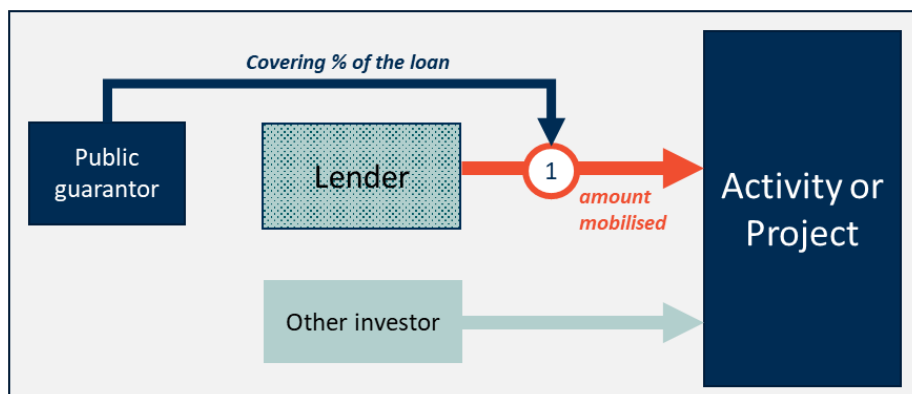 Covering % of the loan
Public
guarantor
Lender
1
amount
mobilised
Activity or
Project
Other investor